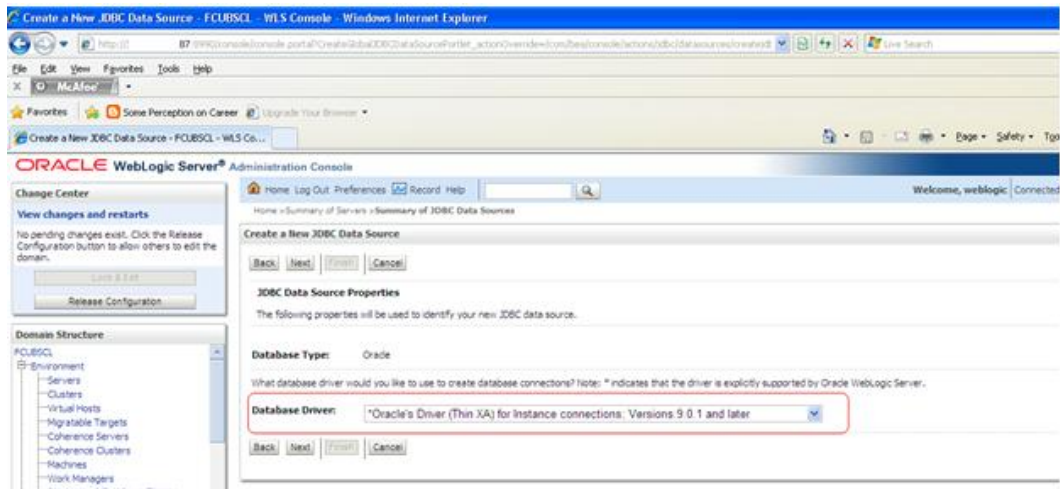 Create a New JDBC Data Source - FCUBSCL - WLS Console - Windows Internet Explorer
File Edit View Favorites Tools Help
X McAfee
Favorites Some Perception on Career Upgrade Your Browser
Create a New JDBC Data Source - FCUBSCL - WLS Co...
Page Safety
ORACLE WebLogic Server® Administration Console
Change Center
View changes and restarts
No pending changes exist. Click the Release
Configuration button to allow others to edit the
domain.
Lock & Edit
Release Configuration
Domain Structure
FCUBSCL
Environment
Servers
Clusters
Virtual Hosts
Migratable Targets
Coherence Servers
Coherence Clusters
Machines
Work Managers
Home Log Out Preferences Record Help
Welcome, weblogic Connected
Home >Summary of Servers >Summary of JDBC Data Sources
Create a New JDBC Data Source
Back Next Finish Cancel
JDBC Data Source Properties
The following properties will be used to identify your new JDBC data source.
Database Type: Oracle
What database driver would you like to use to create database connections? Note: * indicates that the driver is explicitly supported by Oracle WebLogic Server.
Database Driver: *Oracle's Driver (Thin XA) for Instance connections; Versions 9.0.1 and later
Back Next Finish Cancel